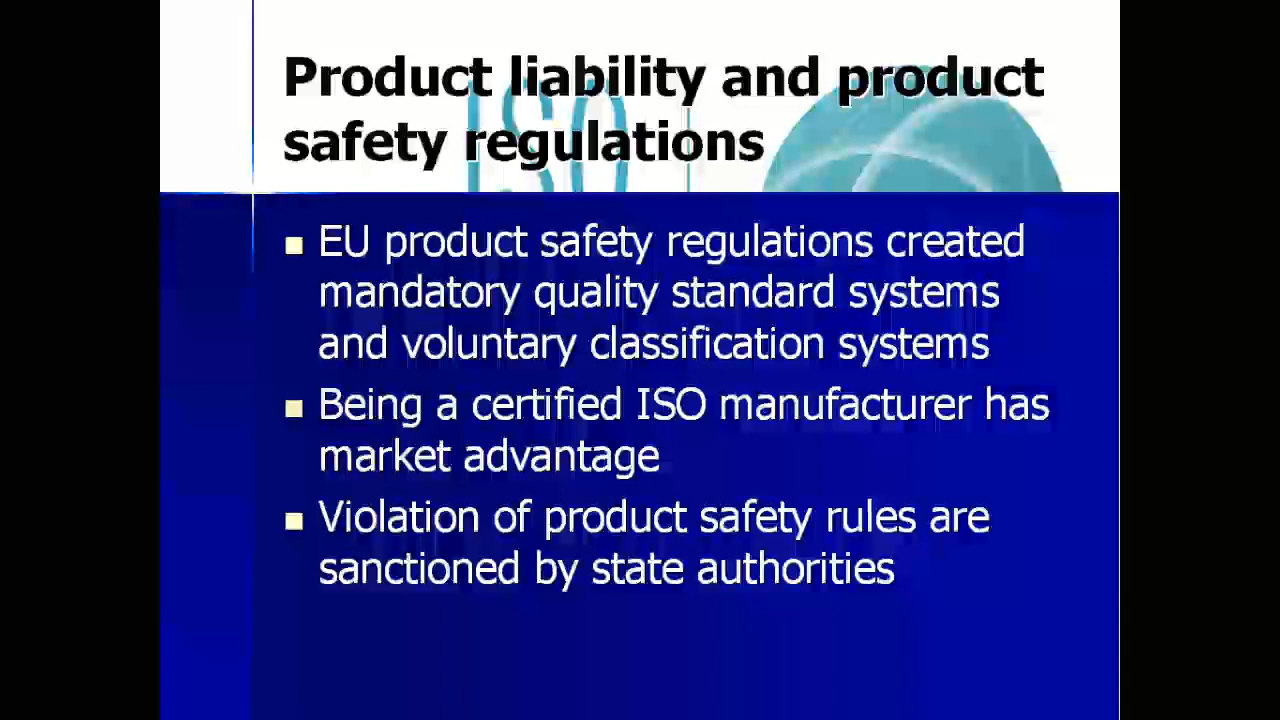 Product liability and product
safety regulations
ISO
EU product safety regulations created
mandatory quality standard systems
and voluntary classification systems
Being a certified ISO manufacturer has
market advantage
Violation of product safety rules are
sanctioned by state authorities